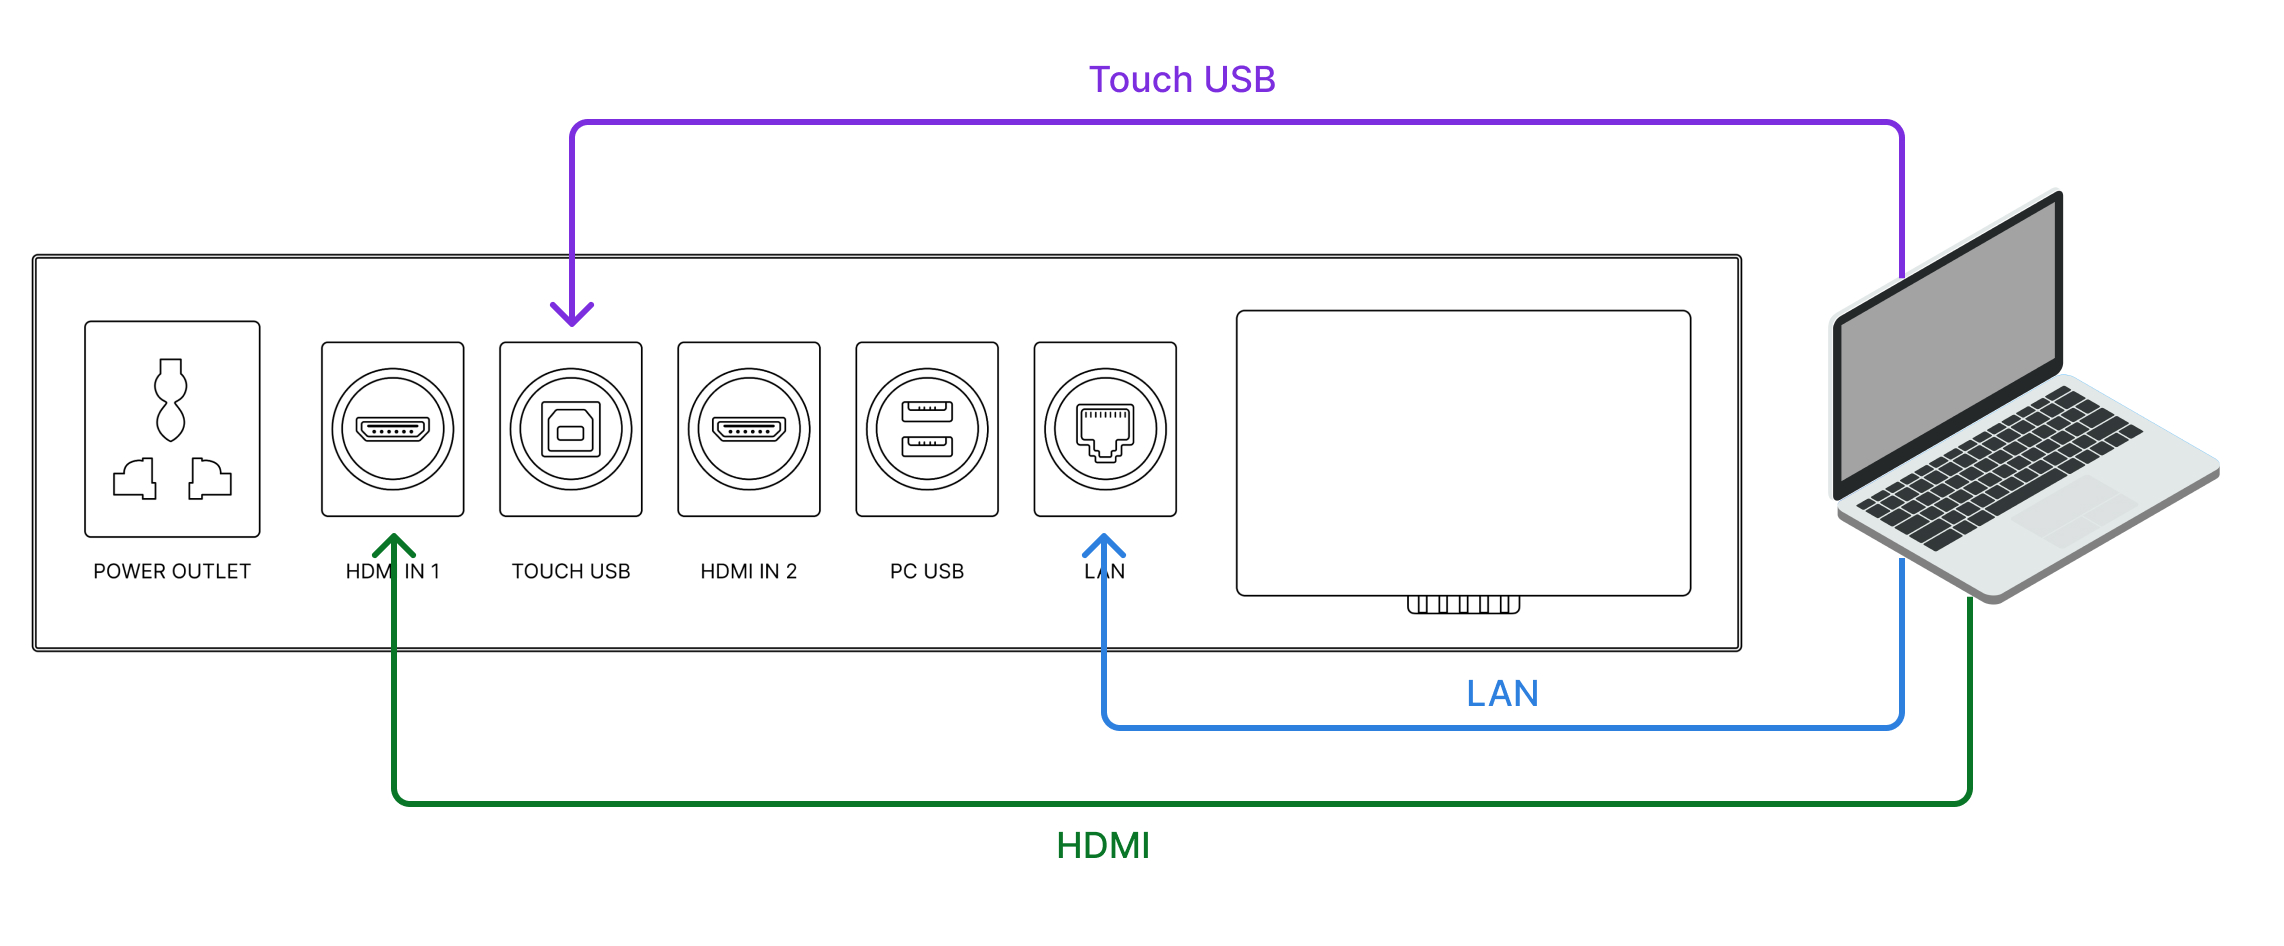 Touch USB
POWER OUTLET
HDMI IN 1
TOUCH USB
HDMI IN 2
PC USB
LAN
LAN
HDMI